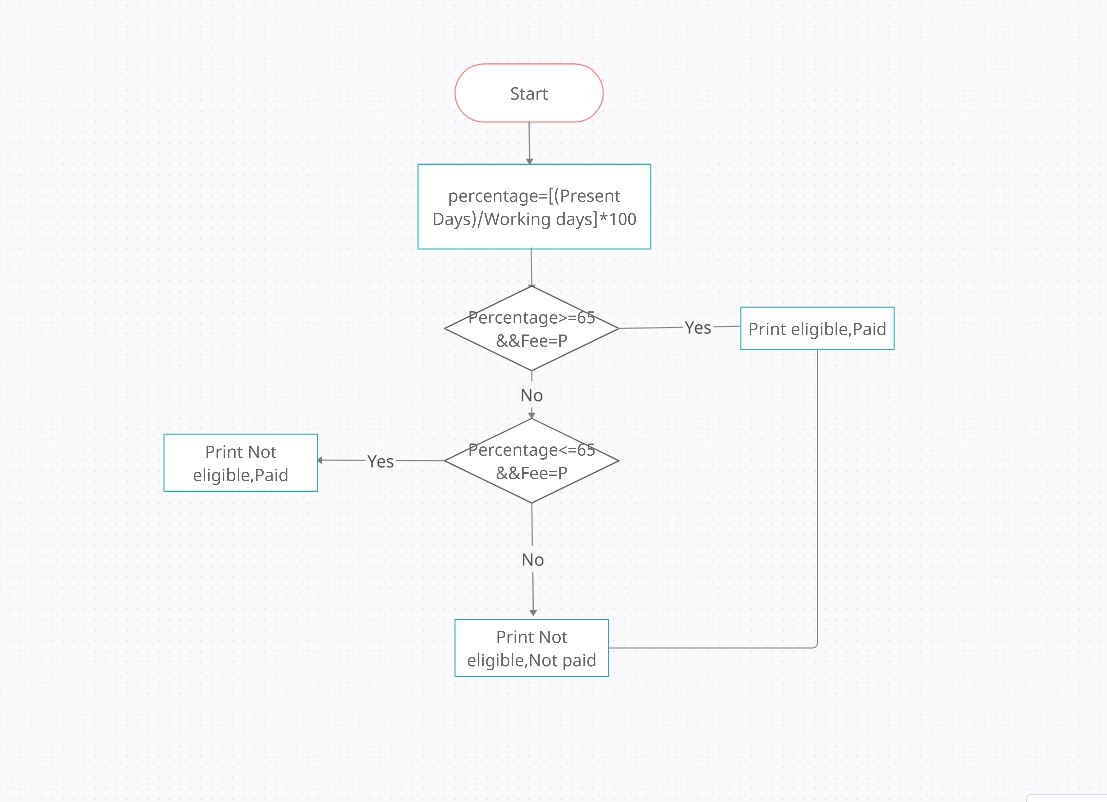 Start
percentage=[(Present
Days)/Working days]*100
Percentage>=65
&&Fee=P
Yes
Print eligible,Paid
No
Percentage<=65
&&Fee=P
Yes
Print Not
eligible,Paid
No
Print Not
eligible,Not paid